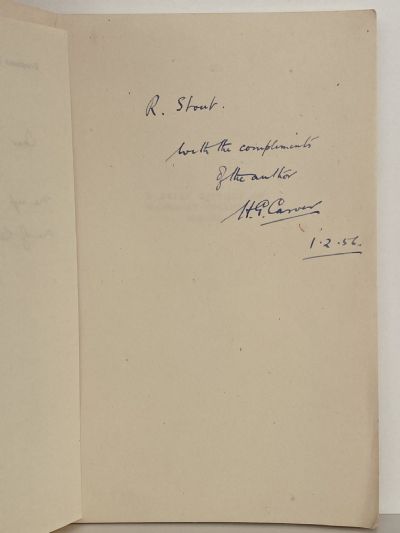 R. Stout.
with the compliments
of the author
H.G. Carver
1·2·56.